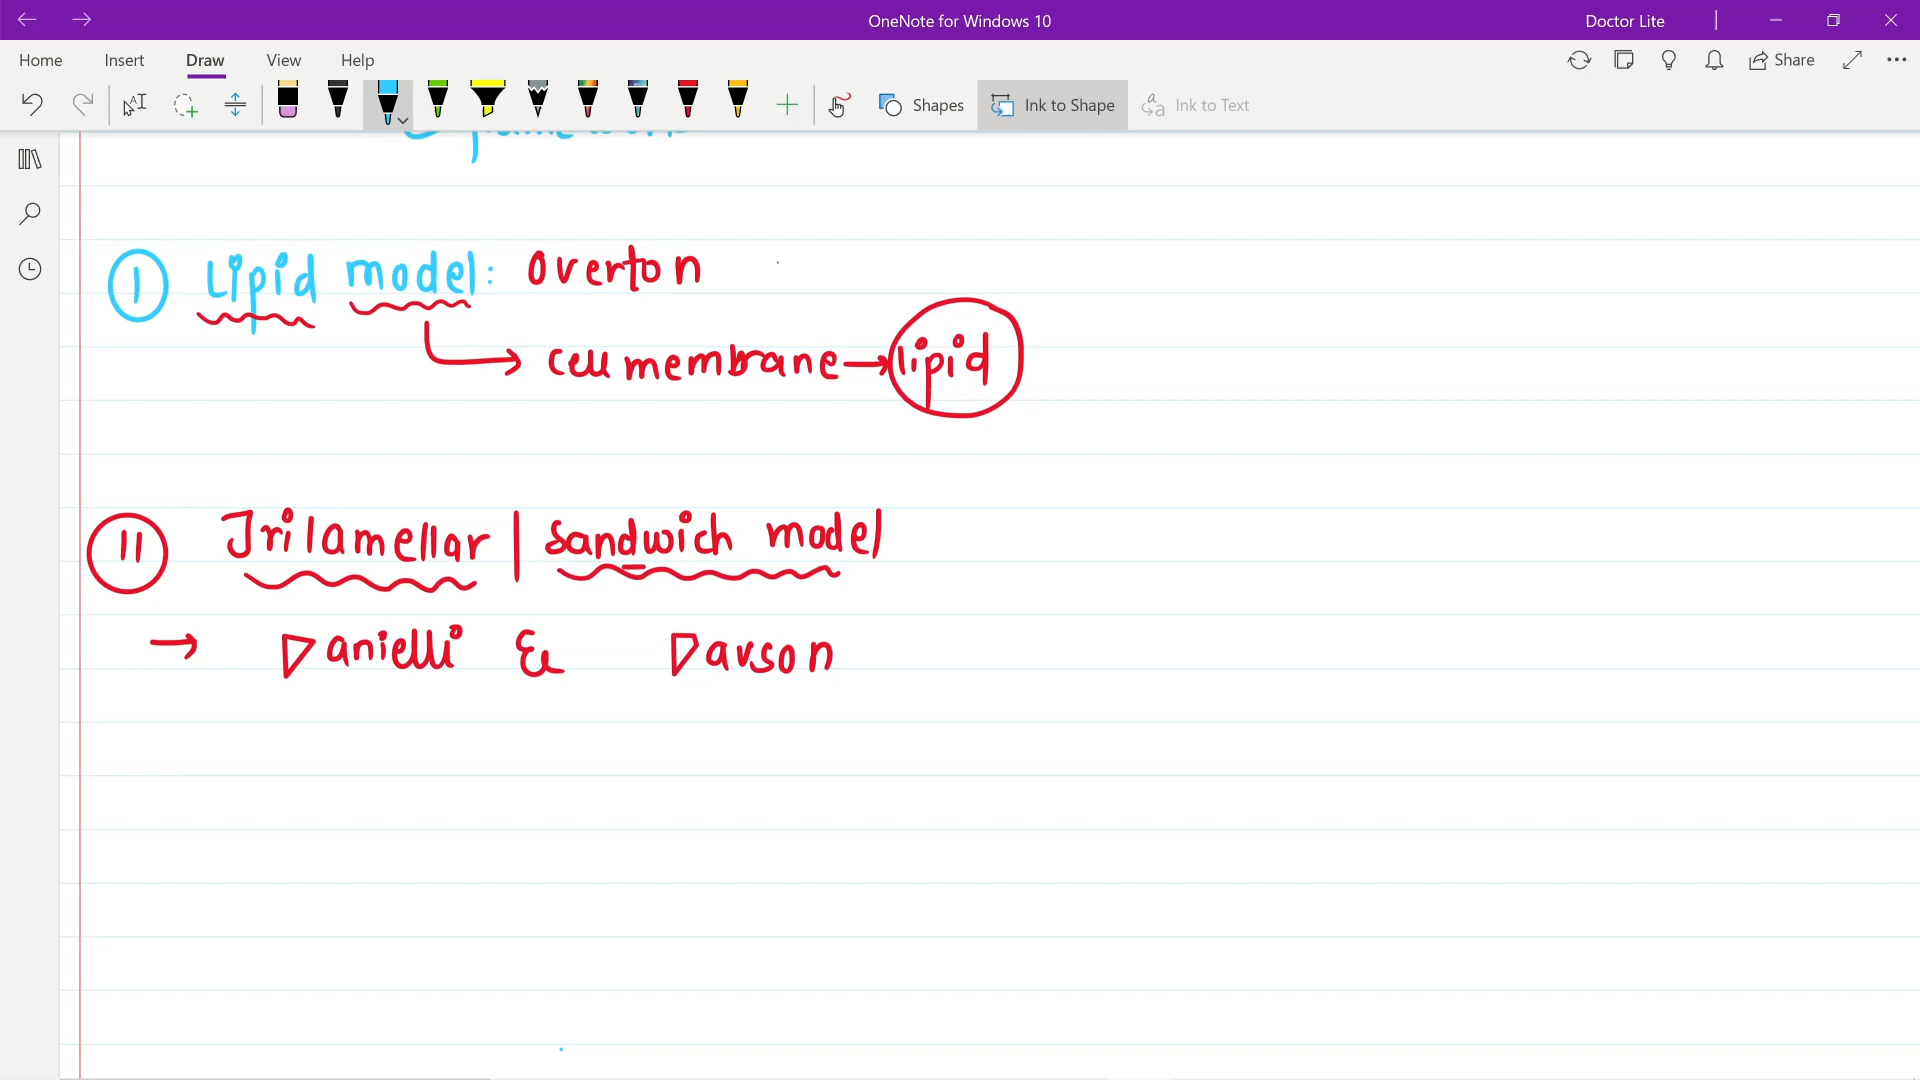 OneNote for Windows 10
Doctor Lite
Home Insert Draw View Help
Share
Shapes Ink to Shape Ink to Text
I Lipid model: Overton
cell membrane → lipid
II Trilamellar | Sandwich model
→ Danielli & Davson